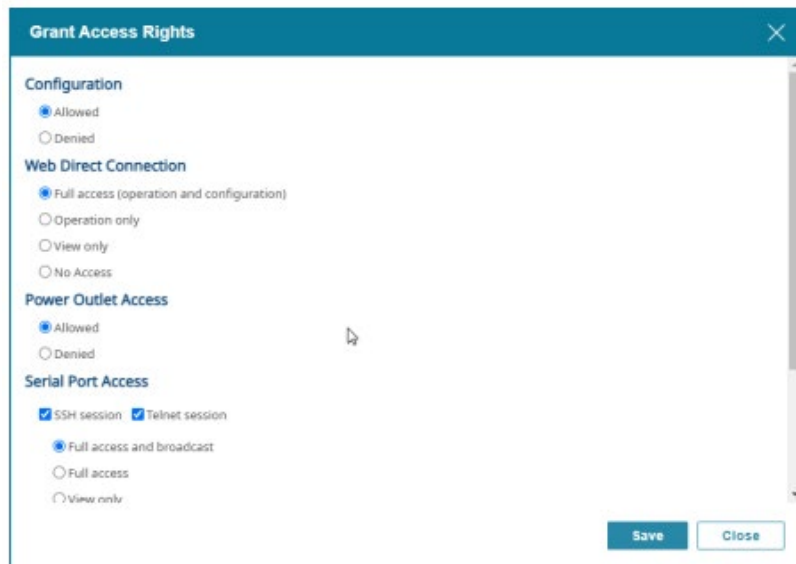 Grant Access Rights
Configuration
Allowed
Denied
Web Direct Connection
Full access (operation and configuration)
Operation only
View only
No Access
Power Outlet Access
Allowed
Denied
Serial Port Access
SSH session Telnet session
Full access and broadcast
Full access
View only
Save Close